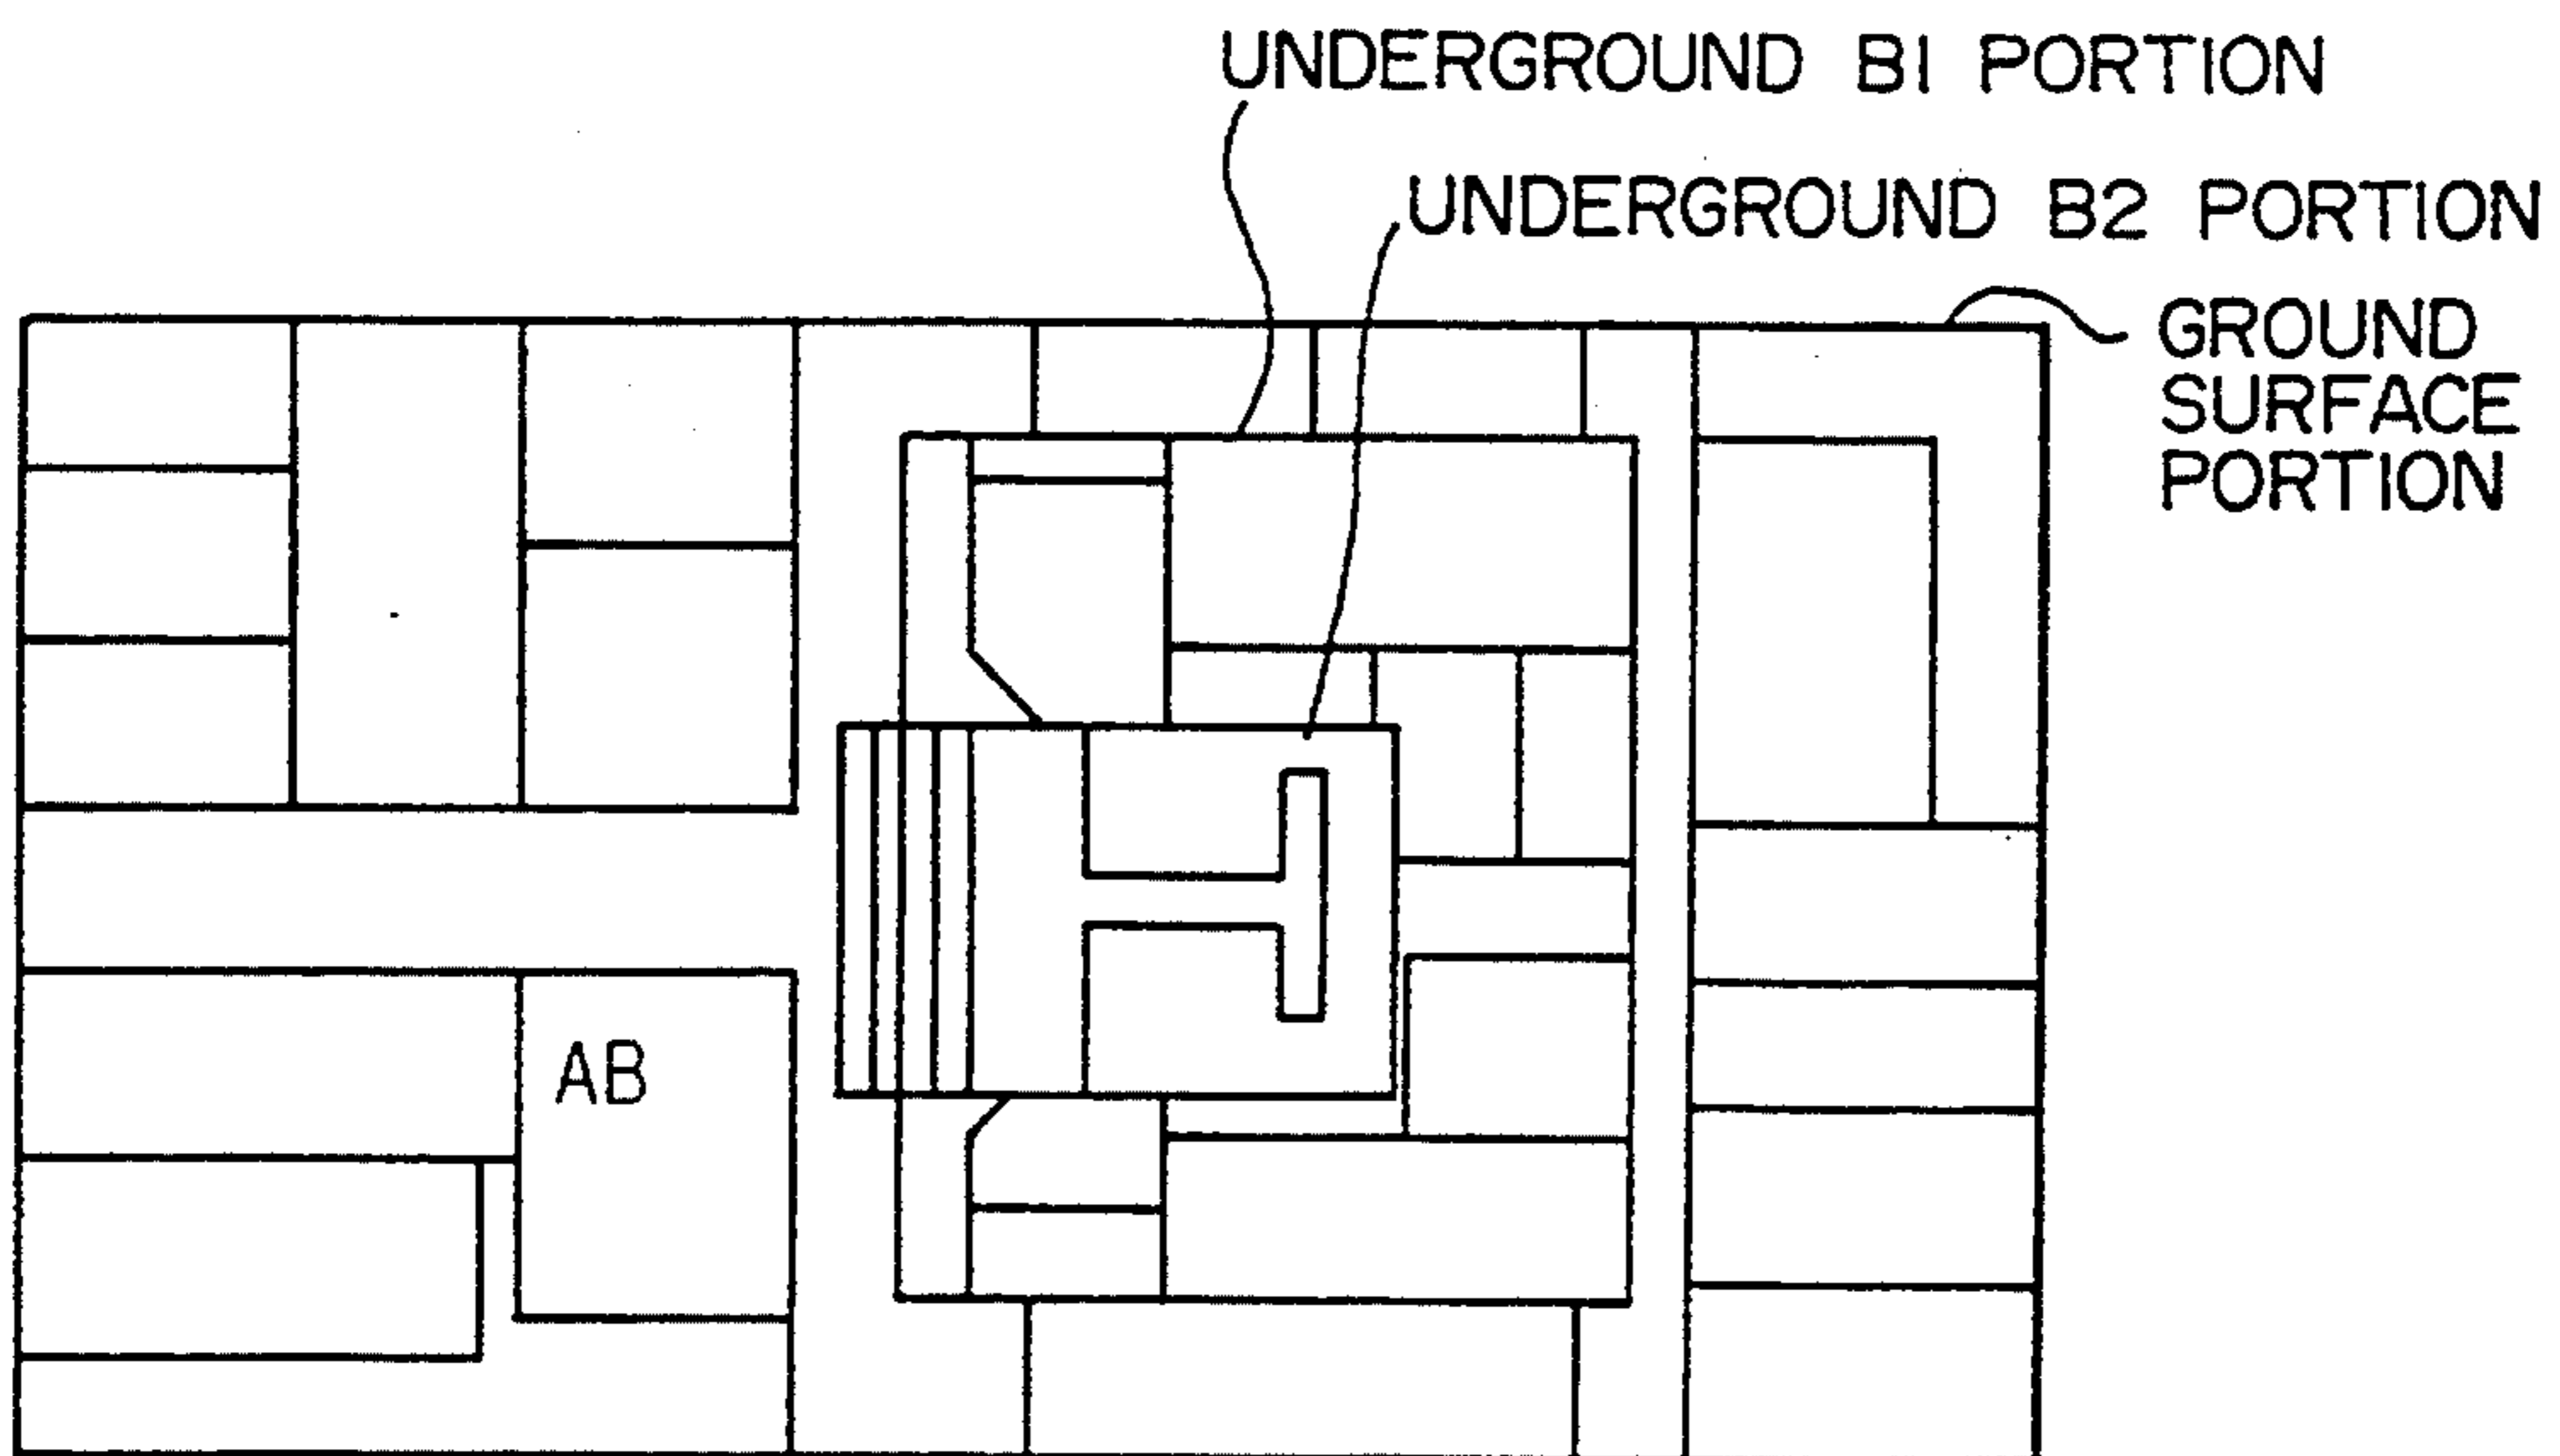 UNDERGROUND B1 PORTION
UNDERGROUND B2 PORTION
GROUND
SURFACE
PORTION
AB